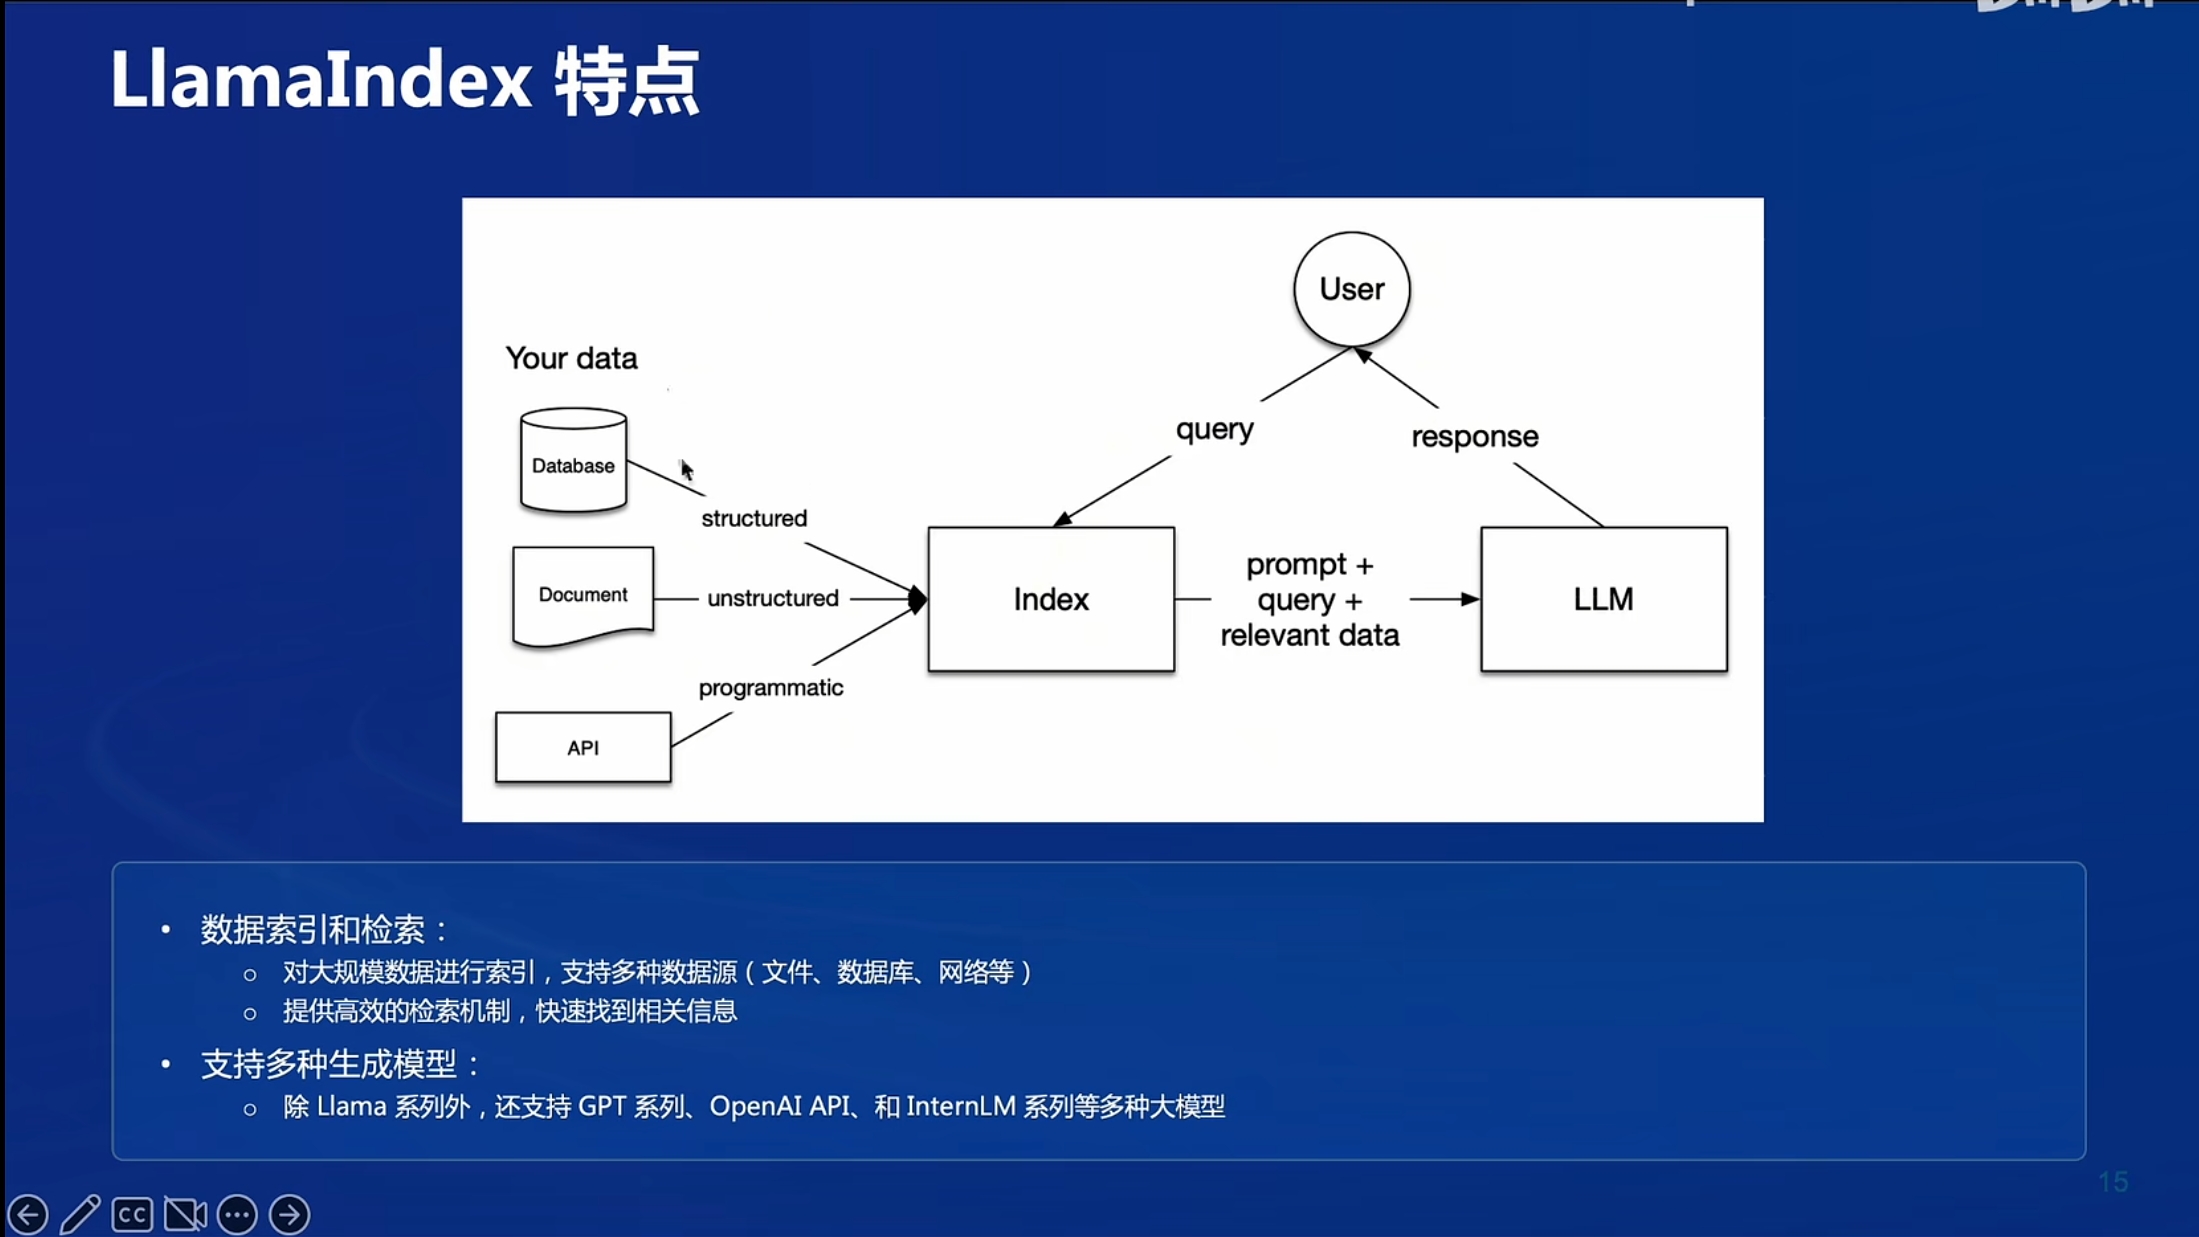 LlamaIndex 特点
User
Your data
query
response
Database
structured
Document
unstructured
Index
prompt +
query +
relevant data
LLM
programmatic
API
• 数据索引和检索：
○ 对大规模数据进行索引，支持多种数据源（文件、数据库、网络等）
○ 提供高效的检索机制，快速找到相关信息
• 支持多种生成模型：
○ 除 Llama 系列外，还支持 GPT 系列、OpenAI API、和 InternLM 系列等多种大模型
15
CC